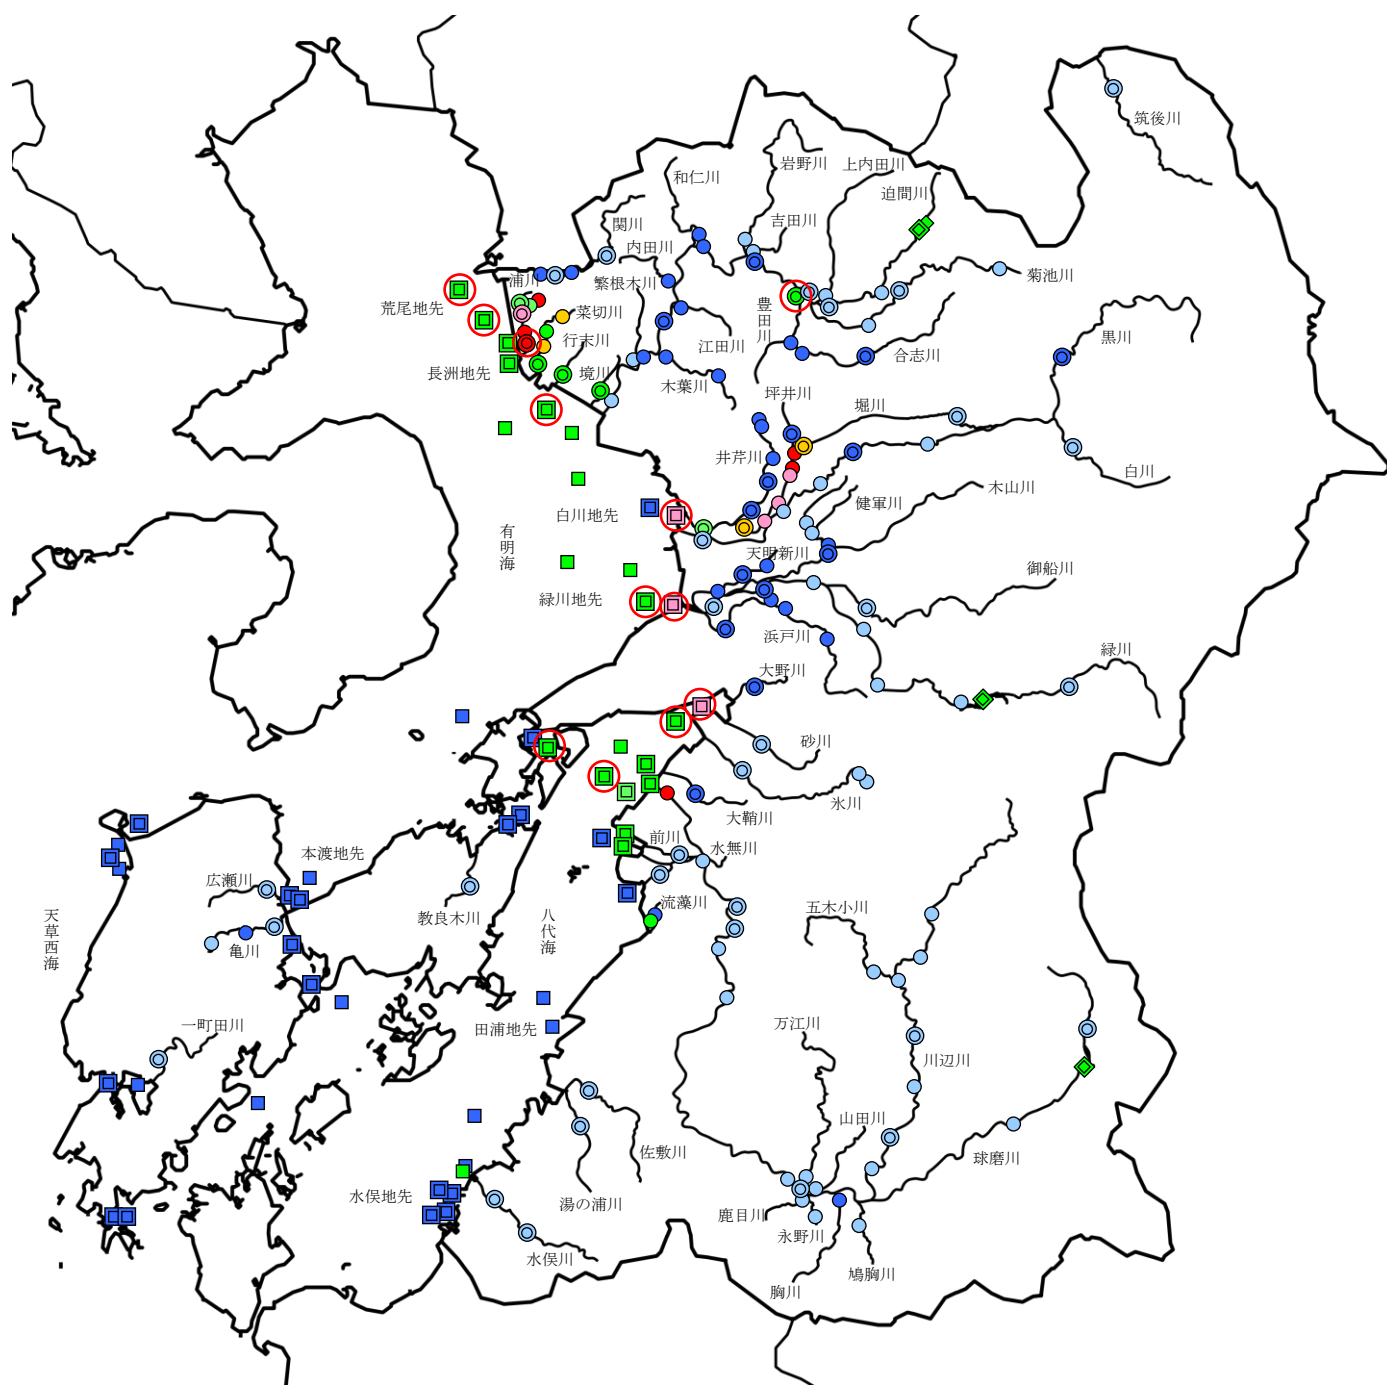 筑後川
岩野川
上内田川
和仁川
迫間川
吉田川
関川
内田川
菊池川
浦川
繁根木川
荒尾地先
菜切川
豊田川
黒川
行末川
江田川
合志川
長洲地先
境川
木葉川
坪井川
堀川
井芹川
白川
木山川
健軍川
白川地先
有明海
天明新川
御船川
緑川地先
浜戸川
緑川
大野川
砂川
氷川
大鞘川
前川
水無川
本渡地先
広瀬川
教良木川
八代海
流藻川
五木小川
天草西海
亀川
一町田川
田浦地先
万江川
川辺川
山田川
佐敷川
球磨川
水俣地先
湯の浦川
鹿目川
永野川
水俣川
鳩胸川
胸川